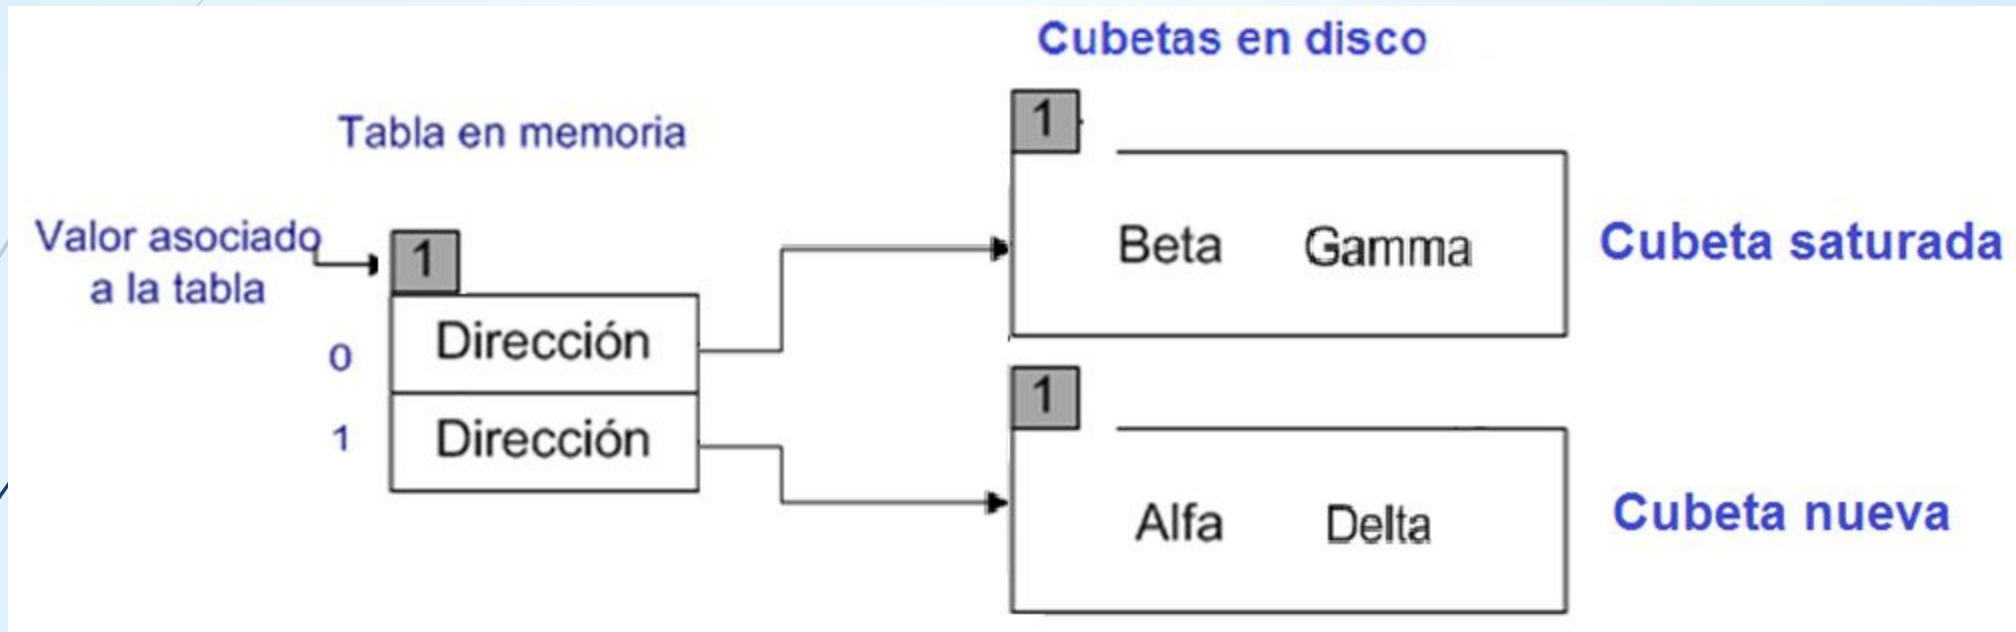 Cubetas en disco
1
Tabla en memoria
Valor asociado
a la tabla
1
Beta Gamma
Cubeta saturada
0
Dirección
1
1
Dirección
Alfa Delta
Cubeta nueva